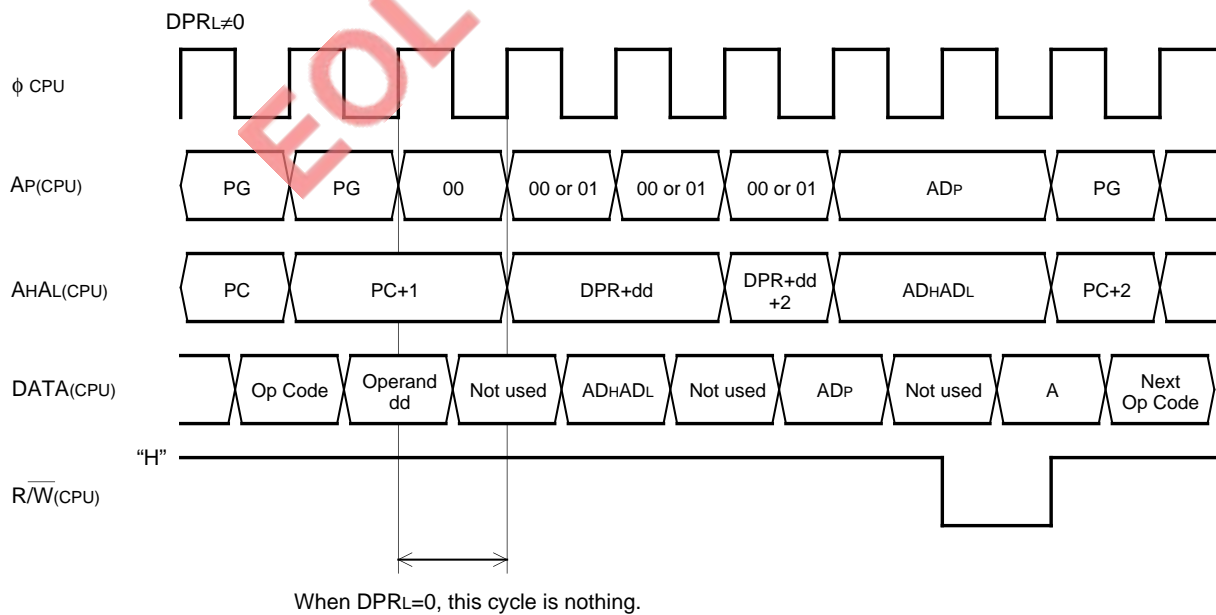 DPRL≠0
EOL
ϕ CPU
AP(CPU) PG PG 00 00 or 01 00 or 01 00 or 01 ADP PG
AHAL(CPU) PC PC+1 DPR+dd DPR+dd +2 ADHADL PC+2
DATA(CPU) Op Code Operand dd Not used ADHADL Not used ADP Not used A Next Op Code
“H”
R/W̅(CPU)
When DPRL=0, this cycle is nothing.